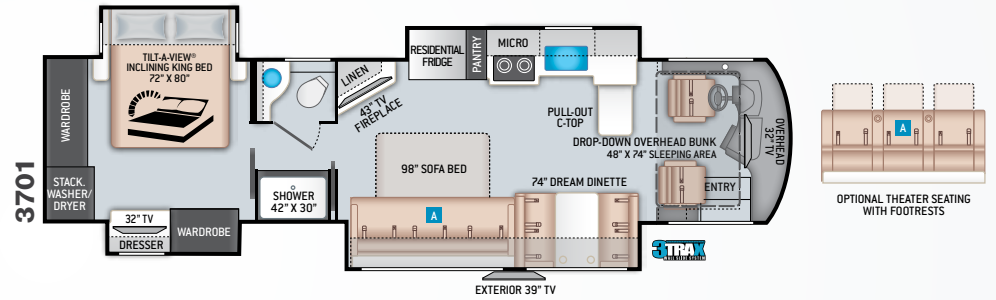 3701
WARDROBE
STACK.
WASHER/
DRYER
TILT-A-VIEW®
INCLINING KING BED
72" X 80"
32" TV
DRESSER
WARDROBE
LINEN
43" TV
FIREPLACE
SHOWER
42" X 30"
RESIDENTIAL
FRIDGE
PANTRY
MICRO
PULL-OUT
C-TOP
DROP-DOWN OVERHEAD BUNK
48" X 74" SLEEPING AREA
98" SOFA BED
A
74" DREAM DINETTE
ENTRY
OVERHEAD
32" TV
EXTERIOR 39" TV
3TRAX
WALL SLIDE SYSTEM
A
OPTIONAL THEATER SEATING
WITH FOOTRESTS